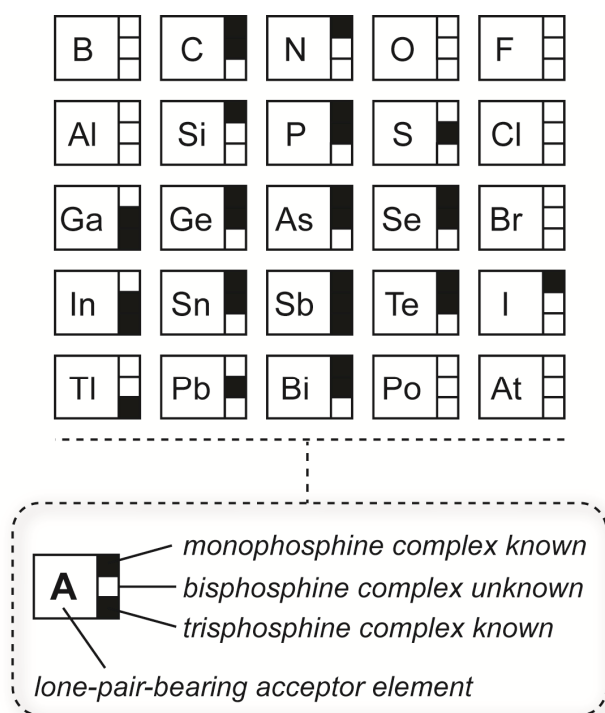 B C N O F
Al Si P S Cl
Ga Ge As Se Br
In Sn Sb Te I
Tl Pb Bi Po At
monophosphine complex known
A bisphosphine complex unknown
trisphosphine complex known
lone-pair-bearing acceptor element